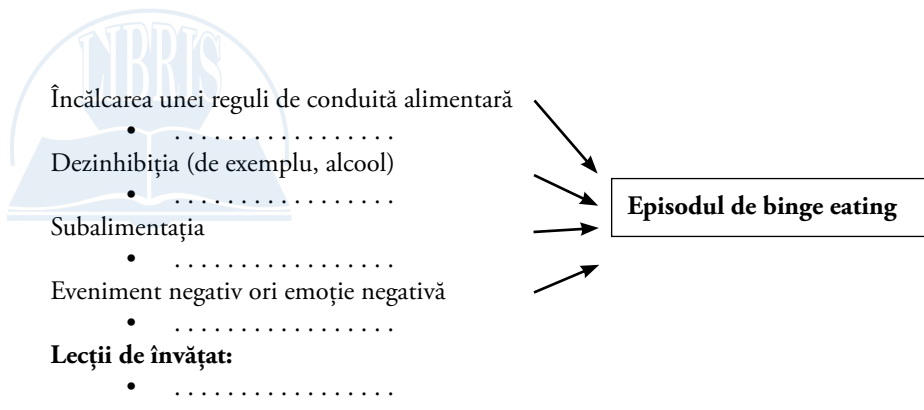 LIBRIS
Încălcarea unei reguli de conduită alimentară
• . . . . . . . . . . . . . . . . .
Dezinhibiția (de exemplu, alcool)
• . . . . . . . . . . . . . . . . .
Subalimentația
• . . . . . . . . . . . . . . . . .
Eveniment negativ ori emoție negativă
• . . . . . . . . . . . . . . . . .
Lecții de învățat:
• . . . . . . . . . . . . . . . . .
Episodul de binge eating